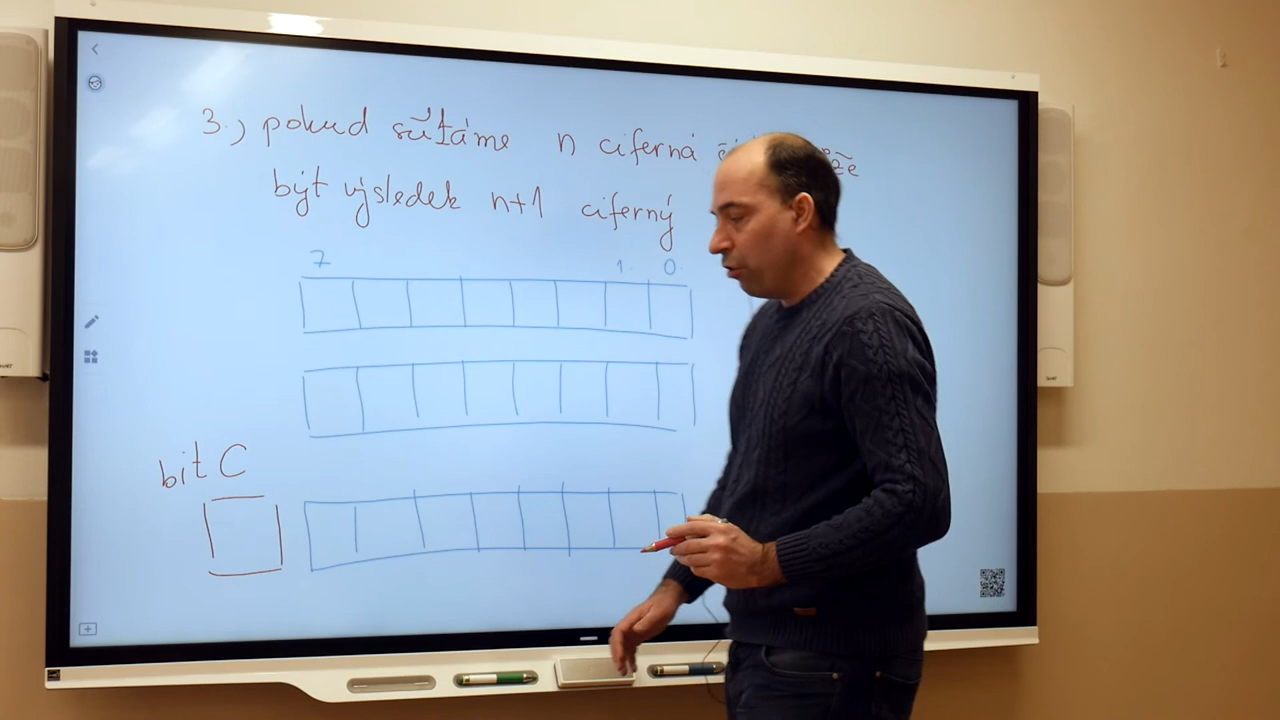 3., pokud sčítáme n ciferná
být výsledek n+1 ciferný
7 1. 0.
bit C